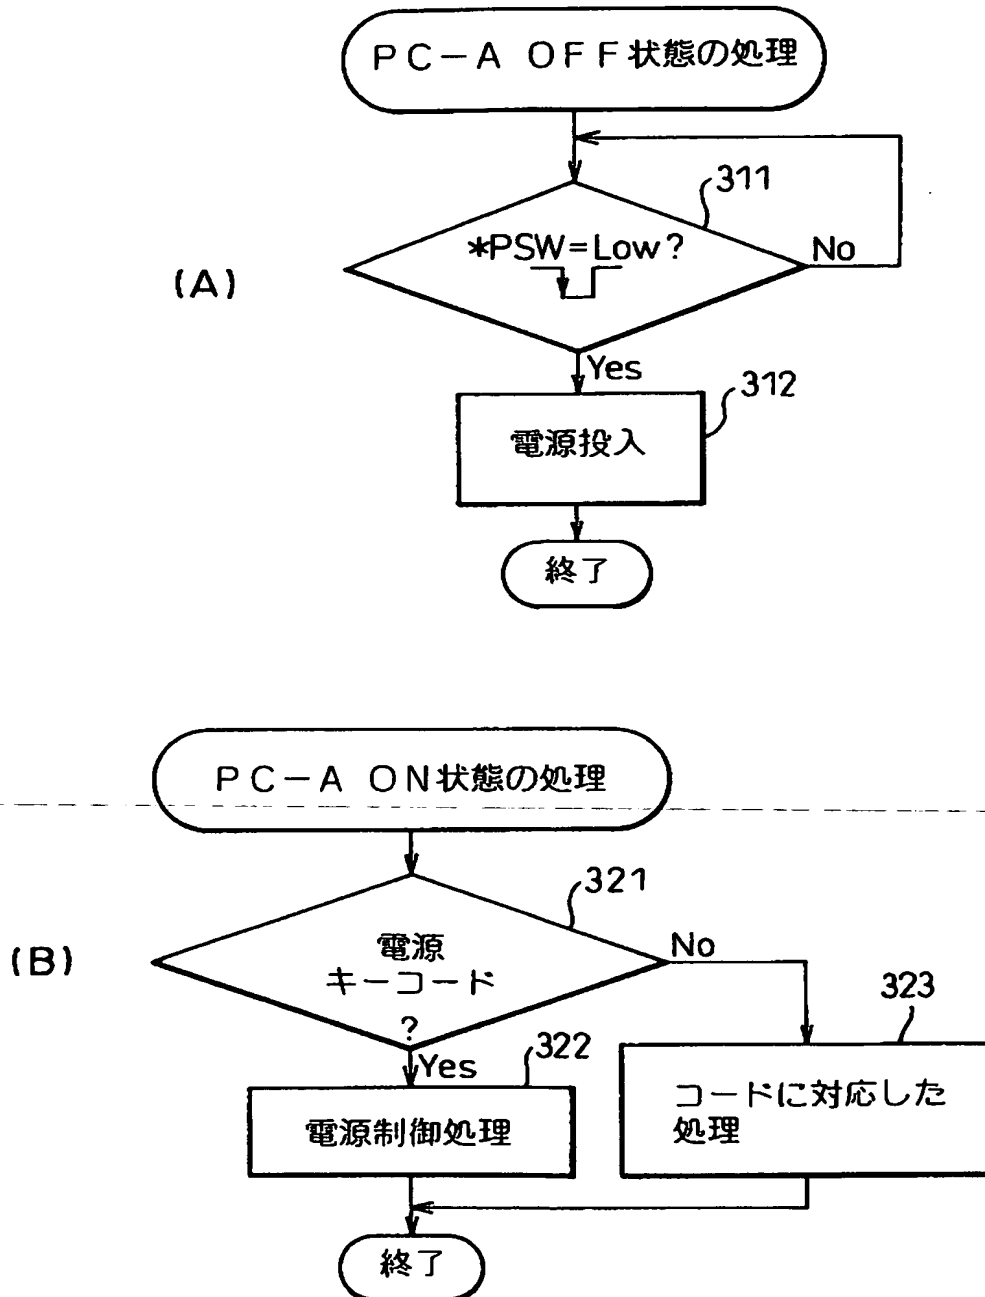 PC-A OFF状態の処理
311
*PSW=Low?
No
(A)
Yes
312
電源投入
終了
PC-A ON状態の処理
321
電源
キーコード
?
No
(B)
323
Yes
322
電源制御処理
コードに対応した
処理
終了